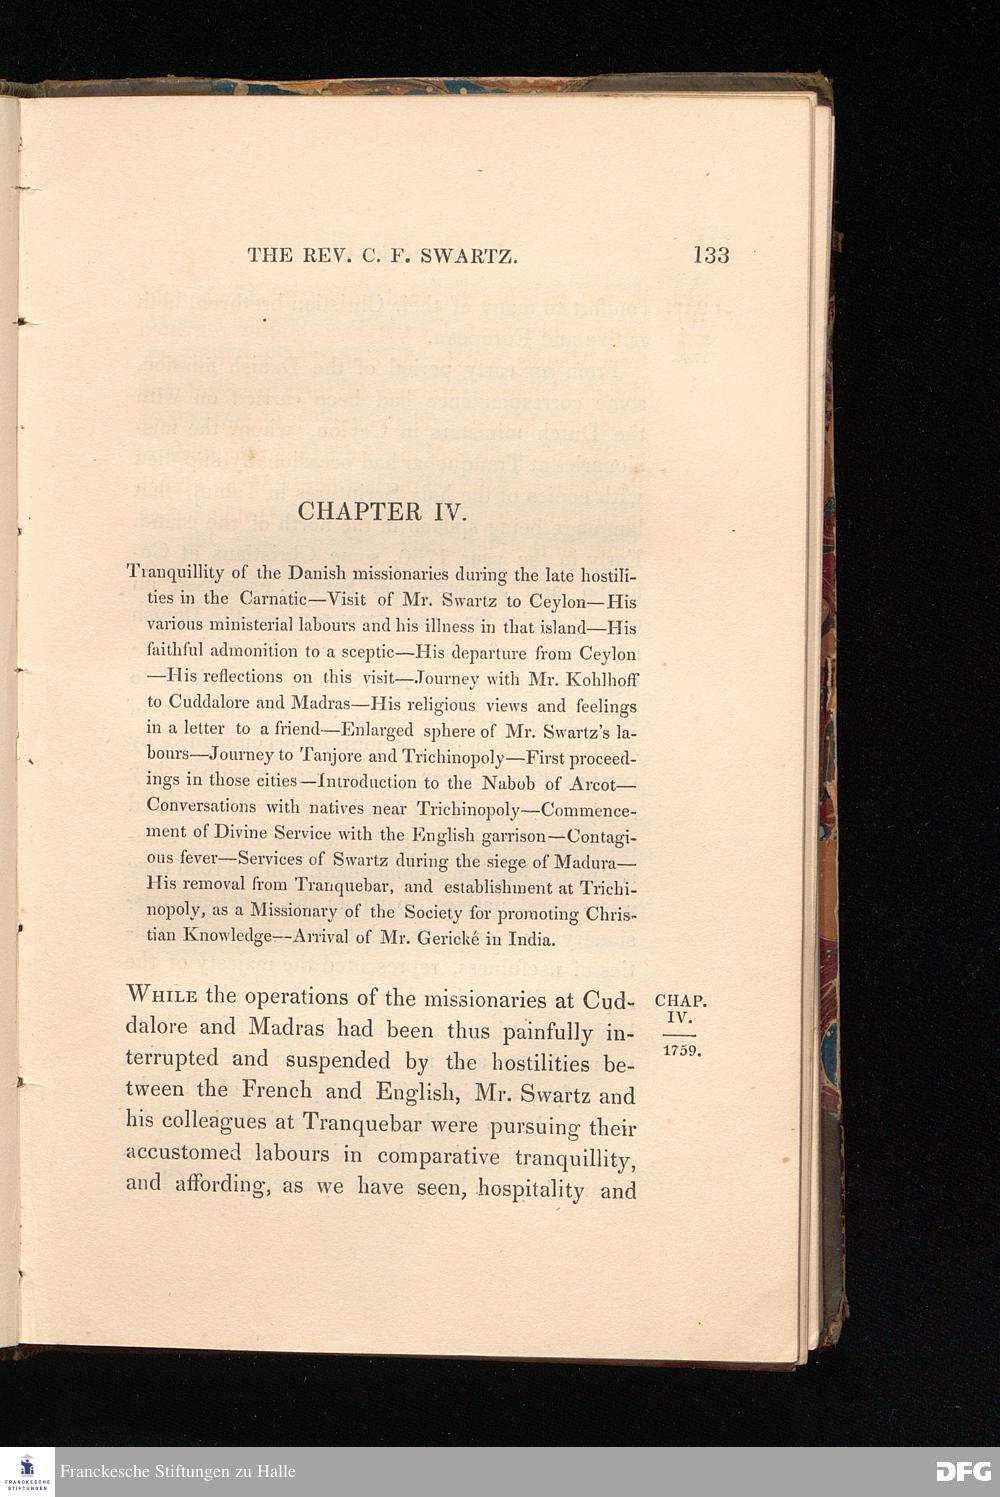 THE REV. C. F. SWARTZ. 133
CHAPTER IV.
Tranquillity of the Danish missionaries during the late hostili-
ties in the Carnatic—Visit of Mr. Swartz to Ceylon—His
various ministerial labours and his illness in that island—His
faithful admonition to a sceptic—His departure from Ceylon
—His reflections on this visit—Journey with Mr. Kohlhoff
to Cuddalore and Madras—His religious views and feelings
in a letter to a friend—Enlarged sphere of Mr. Swartz's la-
bours—Journey to Tanjore and Trichinopoly—First proceed-
ings in those cities—Introduction to the Nabob of Arcot—
Conversations with natives near Trichinopoly—Commence-
ment of Divine Service with the English garrison—Contagi-
ous fever—Services of Swartz during the siege of Madura—
His removal from Tranquebar, and establishment at Trichi-
nopoly, as a Missionary of the Society for promoting Chris-
tian Knowledge—Arrival of Mr. Gerické in India.
WHILE the operations of the missionaries at Cud-
dalore and Madras had been thus painfully in-
terrupted and suspended by the hostilities be-
tween the French and English, Mr. Swartz and
his colleagues at Tranquebar were pursuing their
accustomed labours in comparative tranquillity,
and affording, as we have seen, hospitality and
CHAP.
IV.
1759.
FRANCKESCHE
STIFTUNGEN
Franckesche Stiftungen zu Halle
DFG